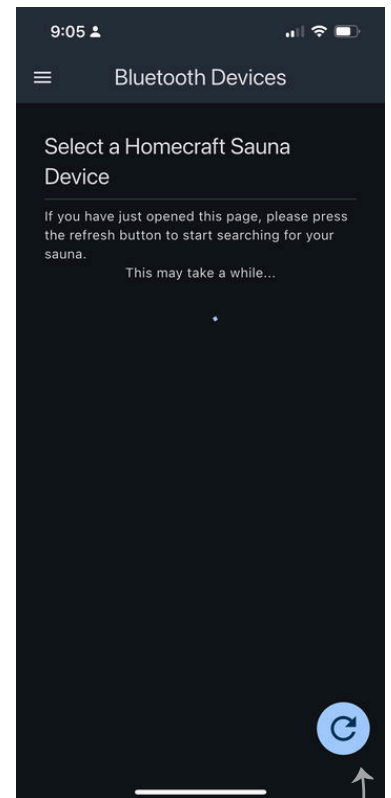 9:05
Bluetooth Devices
Select a Homecraft Sauna
Device
If you have just opened this page, please press
the refresh button to start searching for your
sauna.
This may take a while...